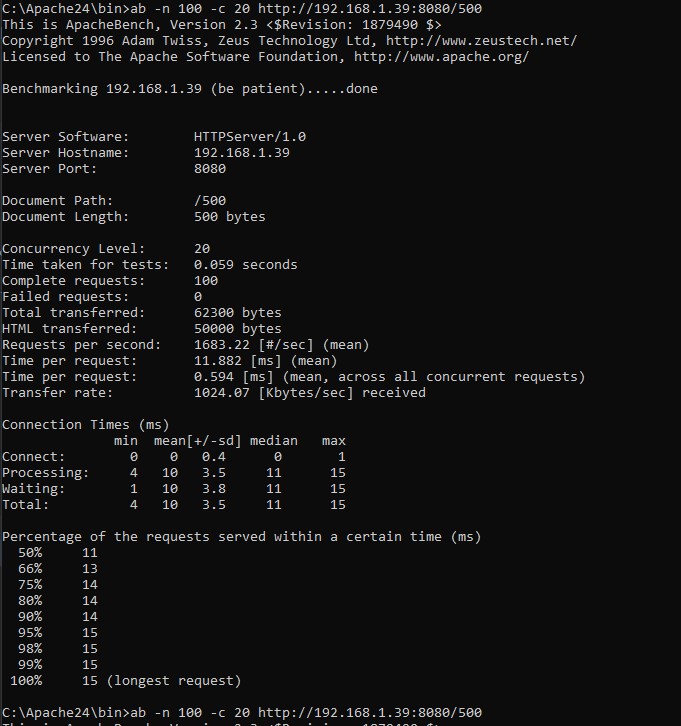 C:\Apache24\bin>ab -n 100 -c 20 http://192.168.1.39:8080/500
This is ApacheBench, Version 2.3 <$Revision: 1879490 $>
Copyright 1996 Adam Twiss, Zeus Technology Ltd, http://www.zeustech.net/
Licensed to The Apache Software Foundation, http://www.apache.org/
Benchmarking 192.168.1.39 (be patient).....done
Server Software:        HTTPServer/1.0
Server Hostname:        192.168.1.39
Server Port:            8080
Document Path:          /500
Document Length:        500 bytes
Concurrency Level:      20
Time taken for tests:   0.059 seconds
Complete requests:      100
Failed requests:        0
Total transferred:      62300 bytes
HTML transferred:       50000 bytes
Requests per second:    1683.22 [#/sec] (mean)
Time per request:       11.882 [ms] (mean)
Time per request:       0.594 [ms] (mean, across all concurrent requests)
Transfer rate:          1024.07 [Kbytes/sec] received
Connection Times (ms)
              min  mean[+/-sd] median   max
Connect:        0    0   0.4      0       1
Processing:     4   10   3.5     11      15
Waiting:        1   10   3.8     11      15
Total:          4   10   3.5     11      15
Percentage of the requests served within a certain time (ms)
  50%     11
  66%     13
  75%     14
  80%     14
  90%     14
  95%     15
  98%     15
  99%     15
 100%     15 (longest request)
C:\Apache24\bin>ab -n 100 -c 20 http://192.168.1.39:8080/500